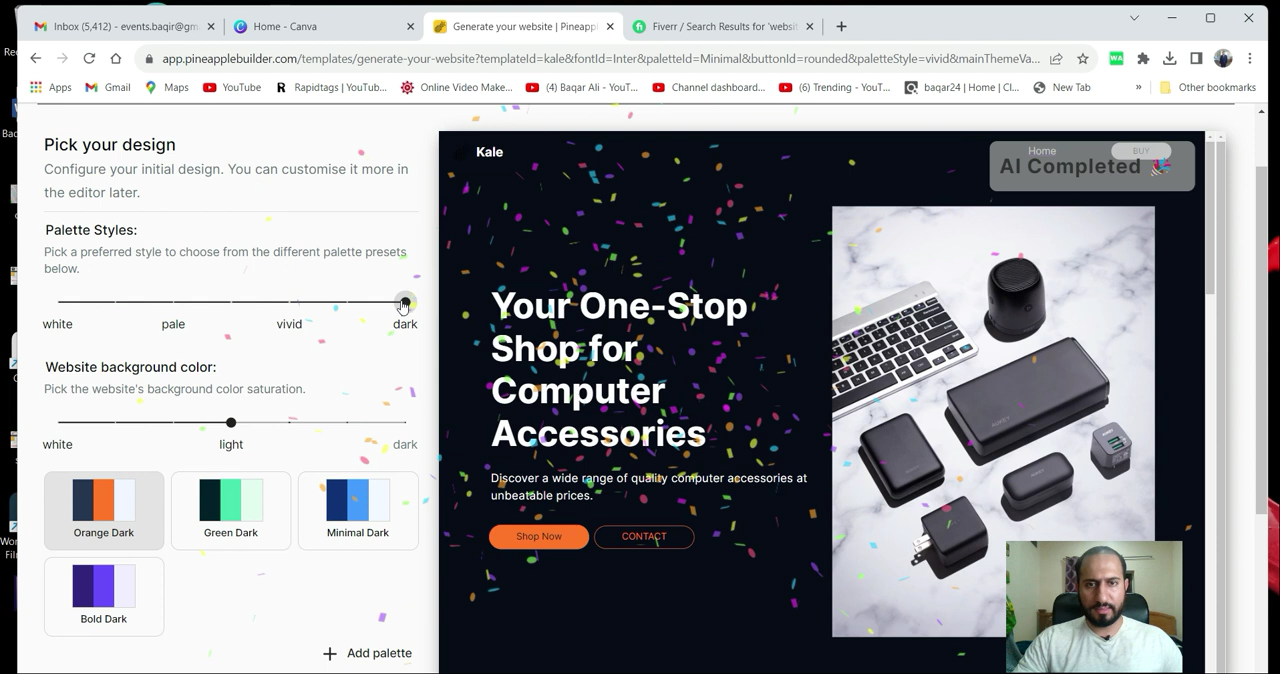 Inbox (5,412) - events.baqir@gm
Home - Canva
Generate your website | Pineapp
Fiverr / Search Results for 'websit
app.pineapplebuilder.com/templates/generate-your-website?templateId=kale&fontId=Inter&paletteId=Minimal&buttonId=rounded&paletteStyle=vivid&mainThemeVa...
Apps
Gmail
Maps
YouTube
Rapidtags | YouTub...
Online Video Make...
(4) Baqar Ali - YouT...
Channel dashboard...
(6) Trending - YouT...
baqar24 | Home | Cl...
New Tab
»
Other bookmarks
Pick your design
Configure your initial design. You can customise it more in
the editor later.
Palette Styles:
Pick a preferred style to choose from the different palette presets
below.
white pale vivid dark
Website background color:
Pick the website's background color saturation.
white light dark
Orange Dark
Green Dark
Minimal Dark
Bold Dark
+ Add palette
Kale
Home
BUY
AI Completed 🎉
Your One-Stop
Shop for
Computer
Accessories
Discover a wide range of quality computer accessories at
unbeatable prices.
Shop Now
CONTACT